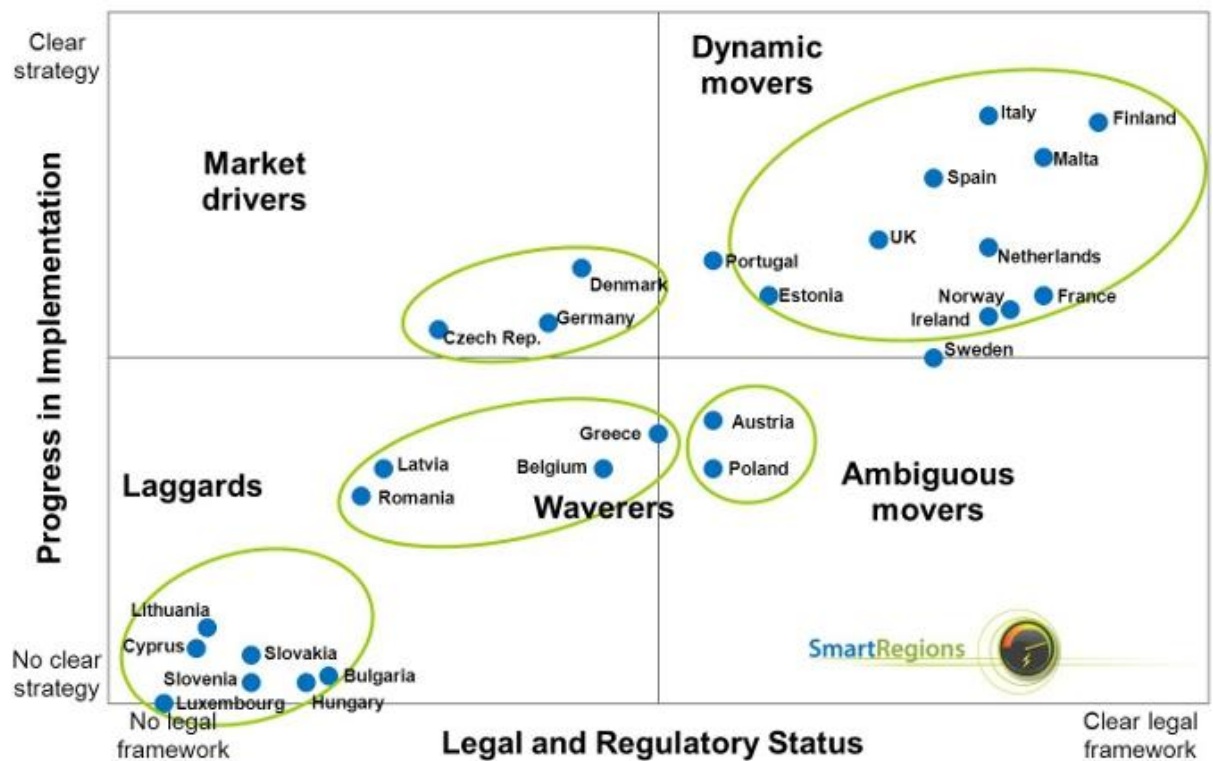 Clear
strategy
Dynamic
movers
Italy
Finland
Malta
Spain
Market
drivers
UK
Netherlands
Portugal
Denmark
Estonia
Norway
France
Ireland
Germany
Czech Rep.
Sweden
Progress in Implementation
Greece
Austria
Latvia
Belgium
Poland
Romania
Laggards
Waverers
Ambiguous
movers
Lithuania
Cyprus
Slovakia
Slovenia
Bulgaria
Luxembourg
Hungary
SmartRegions
No clear
strategy
No legal
framework
Legal and Regulatory Status
Clear legal
framework